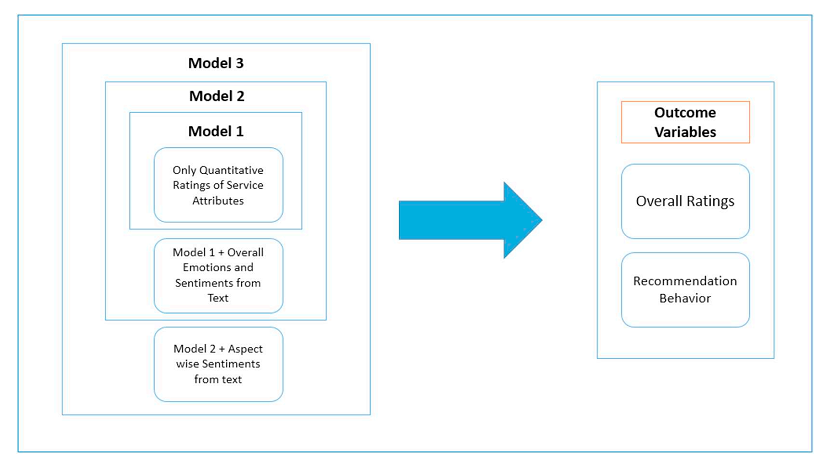 Model 3
Model 2
Model 1
Only Quantitative
Ratings of Service
Attributes
Model 1 + Overall
Emotions and
Sentiments from
Text
Model 2 + Aspect
wise Sentiments
from text
Outcome
Variables
Overall Ratings
Recommendation
Behavior